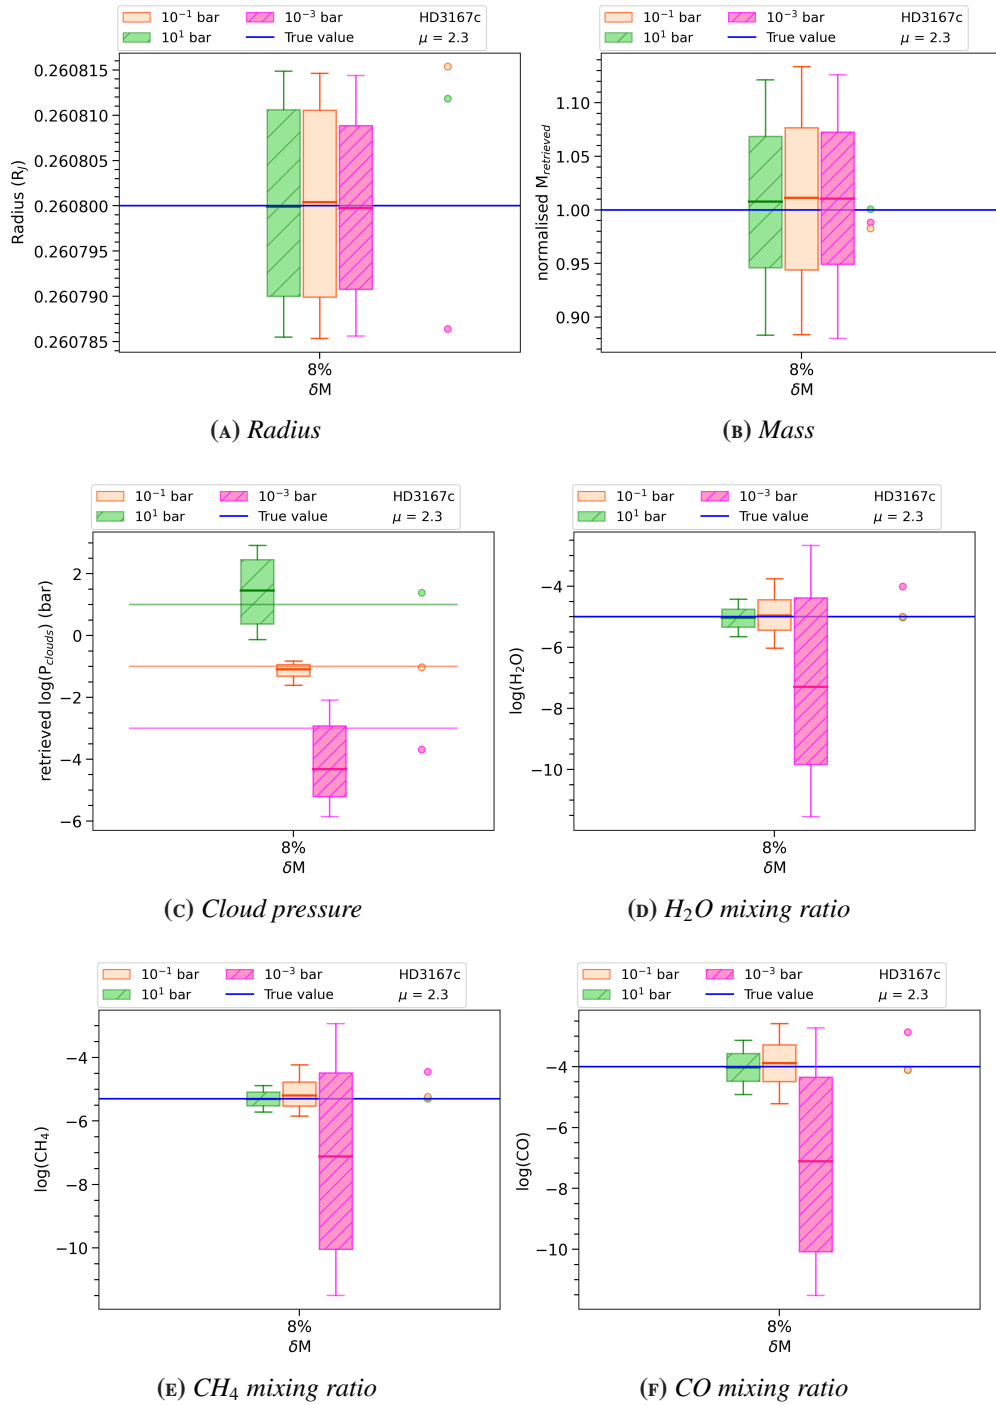 10⁻¹ bar 10⁻³ bar HD3167c
10¹ bar True value μ = 2.3
0.260815
0.260810
0.260805
0.260800
0.260795
0.260790
0.260785
Radius (R_J)
8%
δM
(A) Radius
10⁻¹ bar 10⁻³ bar HD3167c
10¹ bar True value μ = 2.3
1.10
1.05
1.00
0.95
0.90
normalised M_retrieved
8%
δM
(B) Mass
10⁻¹ bar 10⁻³ bar HD3167c
10¹ bar True value μ = 2.3
2
0
−2
−4
−6
retrieved log(P_clouds) (bar)
8%
δM
(C) Cloud pressure
10⁻¹ bar 10⁻³ bar HD3167c
10¹ bar True value μ = 2.3
−4
−6
−8
−10
log(H₂O)
8%
δM
(D) H₂O mixing ratio
10⁻¹ bar 10⁻³ bar HD3167c
10¹ bar True value μ = 2.3
−4
−6
−8
−10
log(CH₄)
8%
δM
(E) CH₄ mixing ratio
10⁻¹ bar 10⁻³ bar HD3167c
10¹ bar True value μ = 2.3
−4
−6
−8
−10
log(CO)
8%
δM
(F) CO mixing ratio